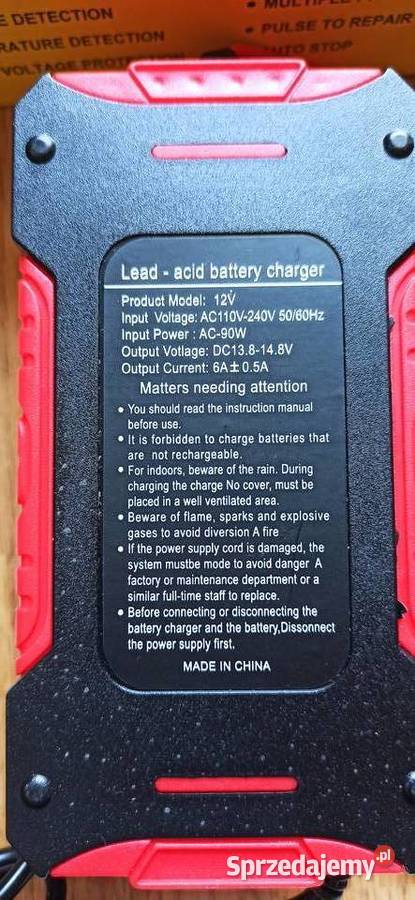 E DETECTION
RATURE DETECTION
VOLTAGE PROT
• MULTIPLE
• PULSE TO REPAIR
AUTO STOP
Lead - acid battery charger
Product Model: 12V
Input Voltage: AC110V-240V 50/60Hz
Input Power : AC-90W
Output Votlage: DC13.8-14.8V
Output Current: 6A±0.5A
Matters needing attention
• You should read the instruction manual
before use.
• It is forbidden to charge batteries that
are not rechargeable.
• For indoors, beware of the rain. During
charging the charge No cover, must be
placed in a well ventilated area.
• Beware of flame, sparks and explosive
gases to avoid diversion A fire
• If the power supply cord is damaged, the
system mustbe mode to avoid danger A
factory or maintenance department or a
similar full-time staff to replace.
• Before connecting or disconnecting the
battery charger and the battery,Dissonnect
the power supply first.
MADE IN CHINA
Sprzedajemy.pl